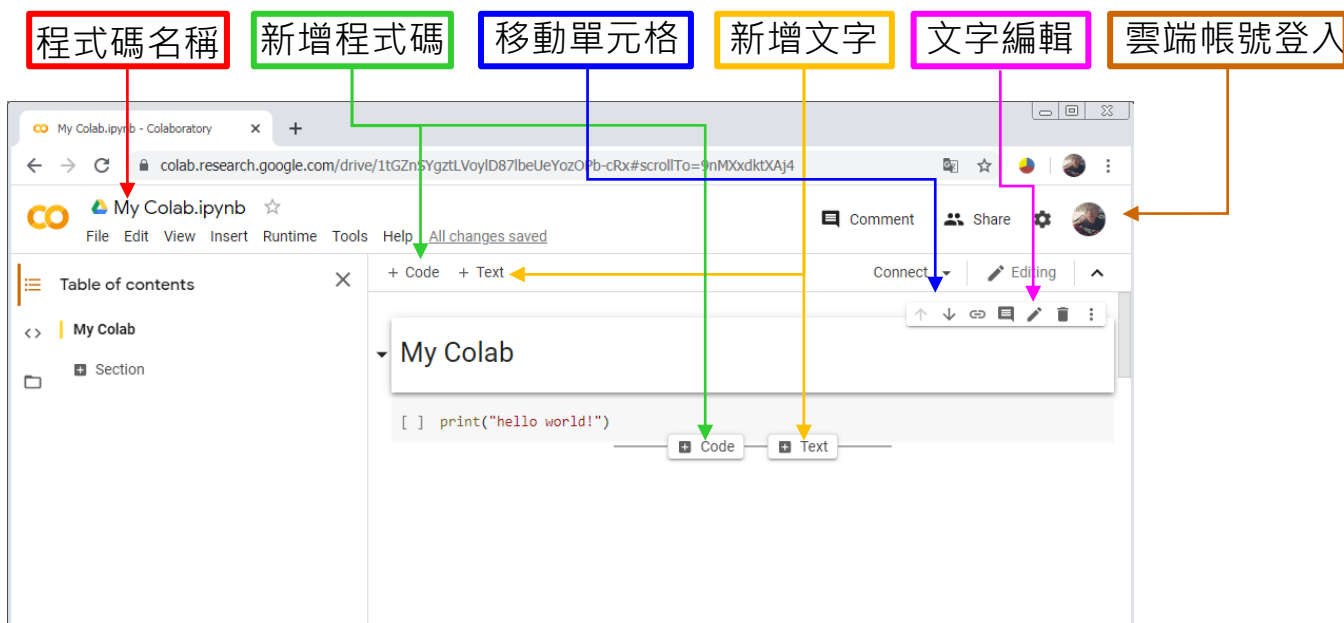 程式碼名稱 新增程式碼 移動單元格 新增文字 文字編輯 雲端帳號登入
My Colab.ipynb - Colaboratory
colab.research.google.com/drive/1tGZnSYgztLVoylD87lbeUeYozOPb-cRx#scrollTo=9nMXxdktXAj4
My Colab.ipynb
Comment Share
File Edit View Insert Runtime Tools Help All changes saved
+ Code + Text Connect Editing
Table of contents
My Colab
Section
My Colab
[ ] print("hello world!")
Code Text